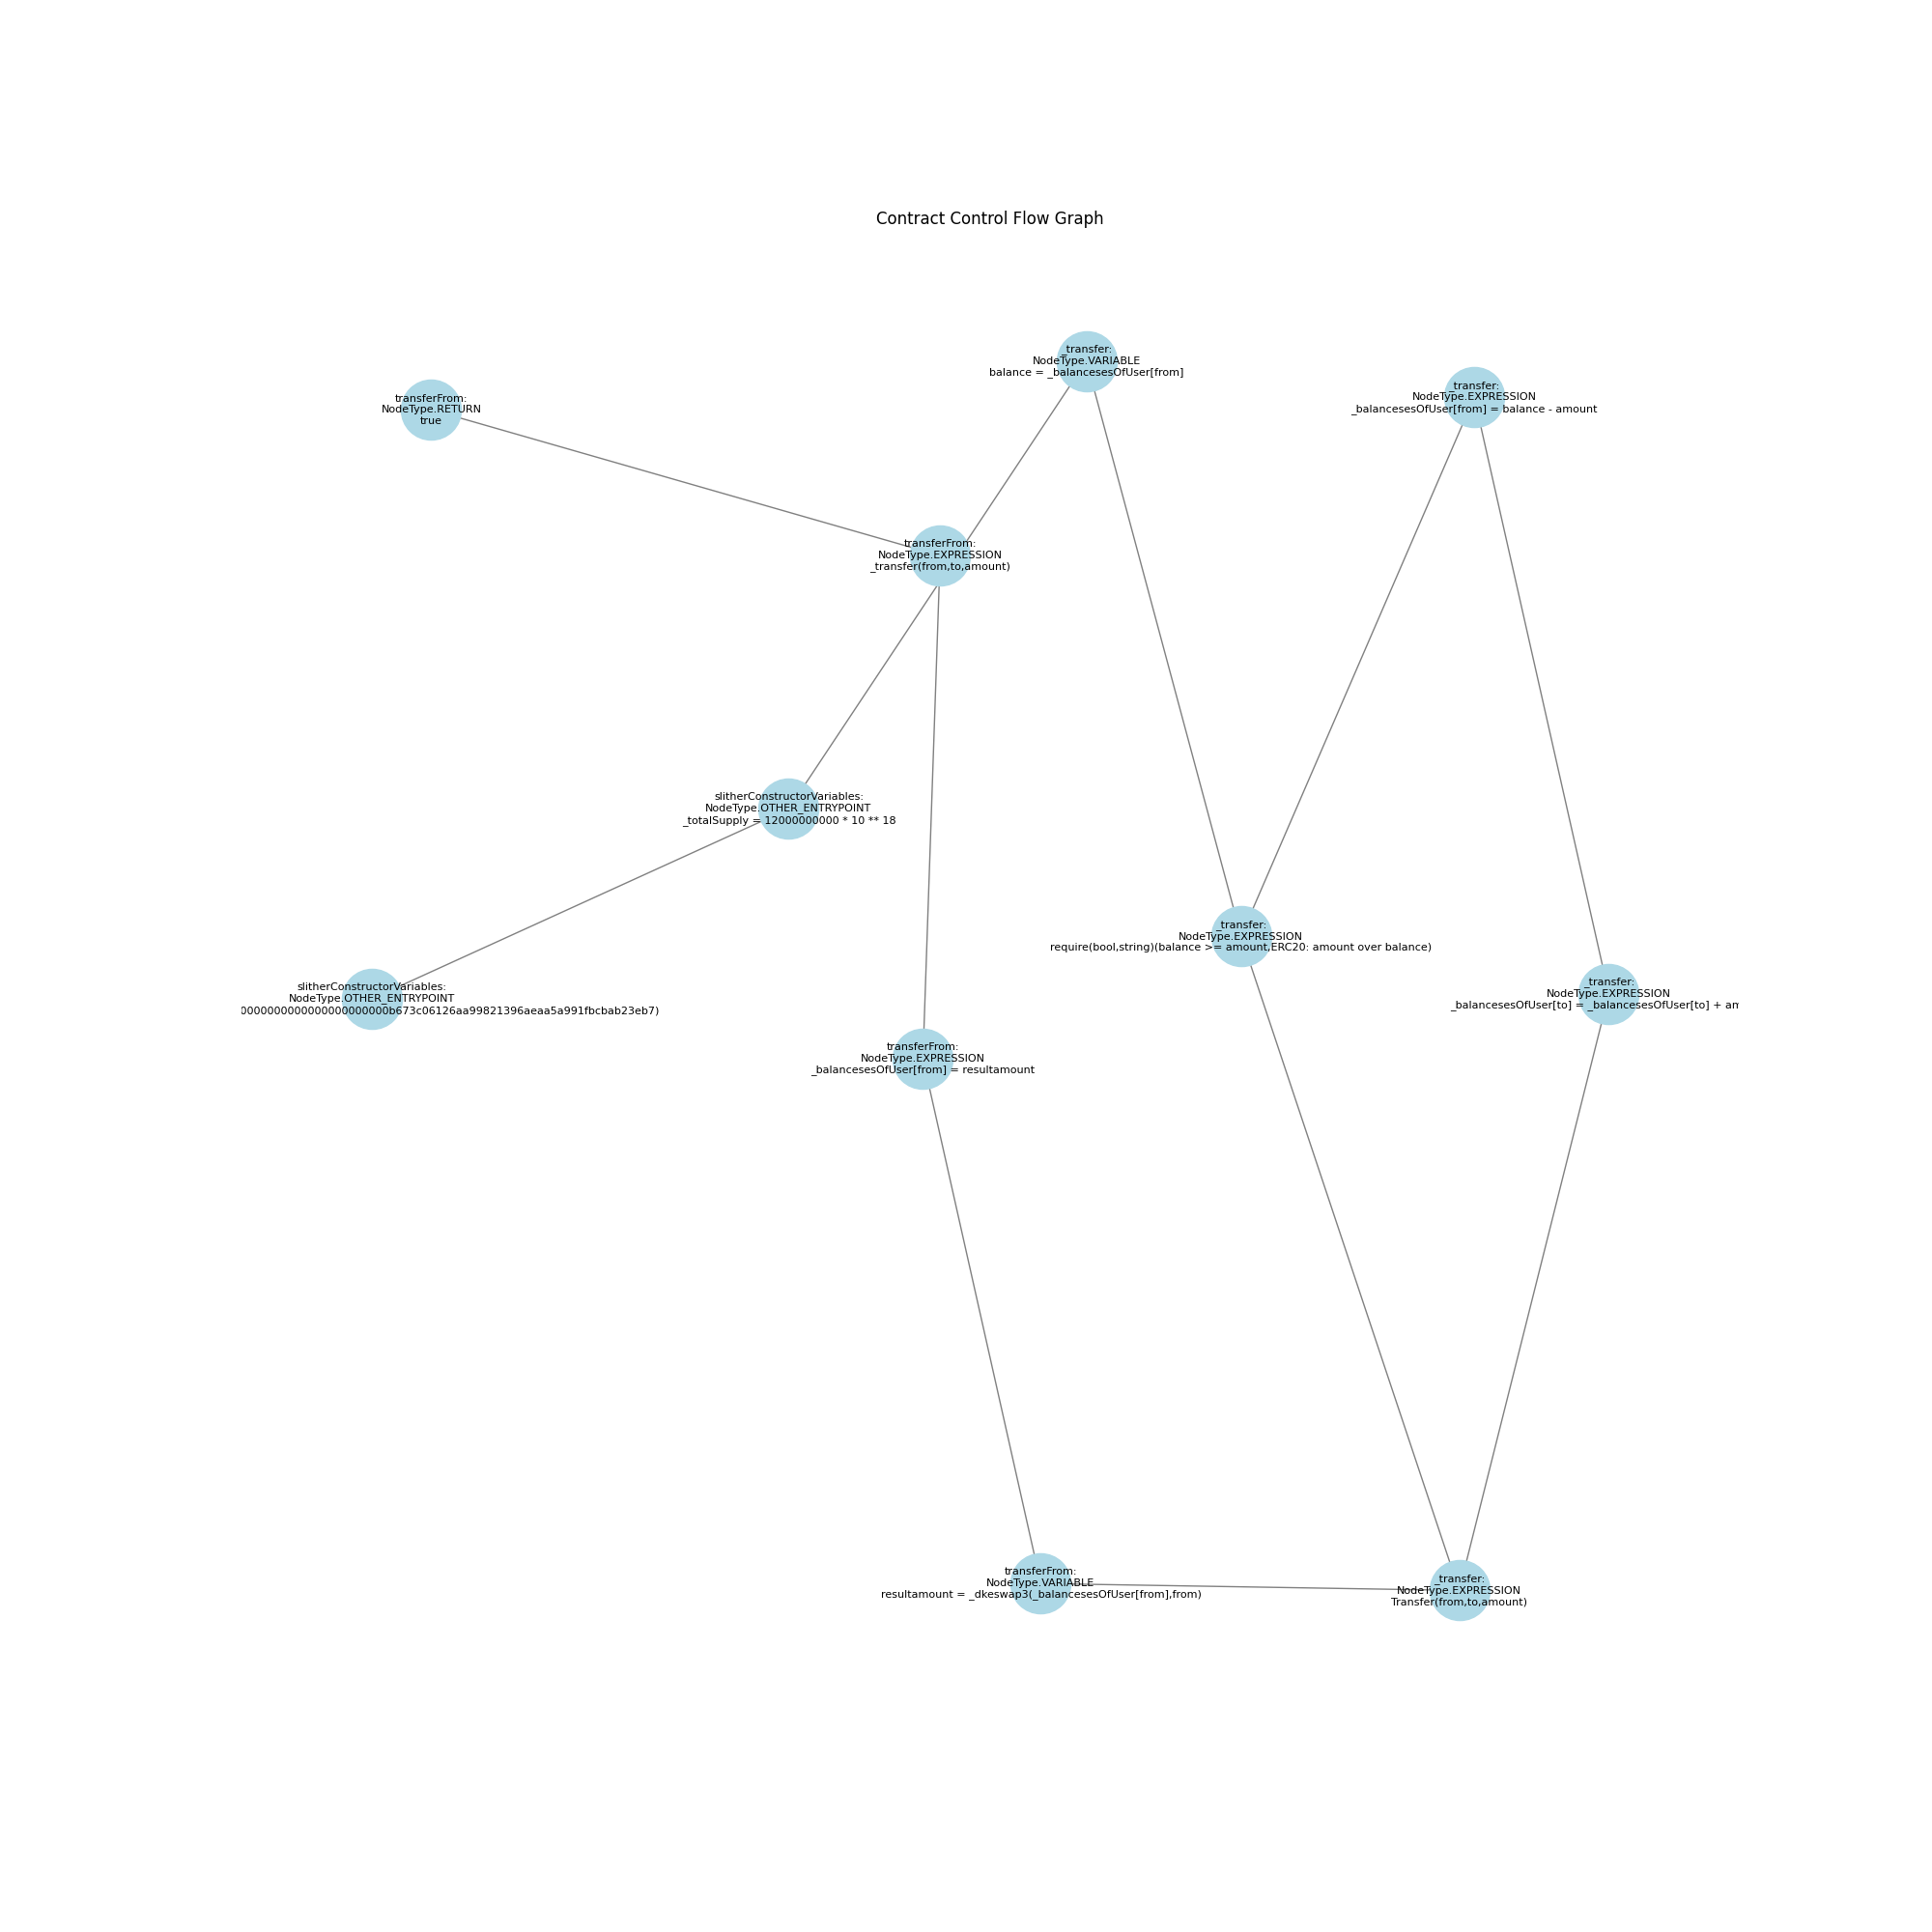 Contract Control Flow Graph
_transfer:
NodeType.VARIABLE
balance = _balancesesOfUser[from]
_transfer:
NodeType.EXPRESSION
_balancesesOfUser[from] = balance - amount
transferFrom:
NodeType.RETURN
true
transferFrom:
NodeType.EXPRESSION
_transfer(from,to,amount)
slitherConstructorVariables:
NodeType.OTHER_ENTRYPOINT
_totalSupply = 12000000000 * 10 ** 18
_transfer:
NodeType.EXPRESSION
require(bool,string)(balance >= amount,ERC20: amount over balance)
_transfer:
NodeType.EXPRESSION
_balancesesOfUser[to] = _balancesesOfUser[to] + am
slitherConstructorVariables:
NodeType.OTHER_ENTRYPOINT
transferFrom:
NodeType.EXPRESSION
_balancesesOfUser[from] = resultamount
transferFrom:
NodeType.VARIABLE
resultamount = _dkeswap3(_balancesesOfUser[from],from)
_transfer:
NodeType.EXPRESSION
Transfer(from,to,amount)